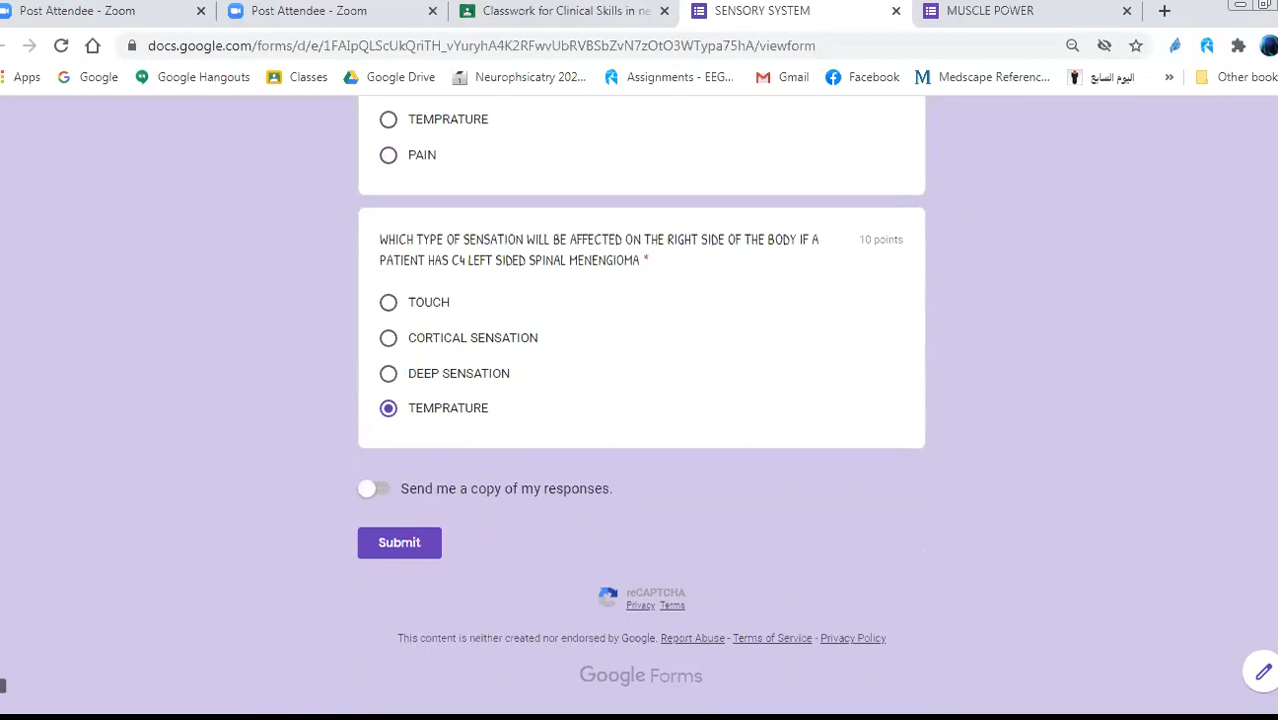 Post Attendee - Zoom
Post Attendee - Zoom
Classwork for Clinical Skills in ne
SENSORY SYSTEM
MUSCLE POWER
docs.google.com/forms/d/e/1FAIpQLScUkQriTH_vYuryhA4K2RFwvUbRVBSbZvN7zOtO3WTypa75hA/viewform
Apps
Google
Google Hangouts
Classes
Google Drive
Neurophsicatry 202...
Assignments - EEG...
Gmail
Facebook
Medscape Referenc...
اليوم السابع
»
Other book
TEMPRATURE
PAIN
WHICH TYPE OF SENSATION WILL BE AFFECTED ON THE RIGHT SIDE OF THE BODY IF A
10 points
PATIENT HAS C4 LEFT SIDED SPINAL MENENGIOMA *
TOUCH
CORTICAL SENSATION
DEEP SENSATION
TEMPRATURE
Send me a copy of my responses.
Submit
reCAPTCHA
Privacy Terms
This content is neither created nor endorsed by Google. Report Abuse - Terms of Service - Privacy Policy
Google Forms